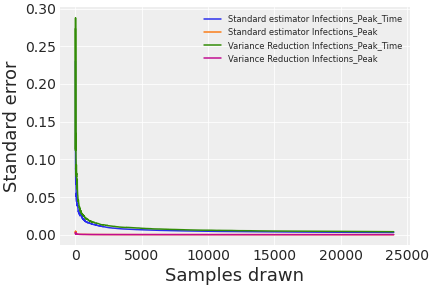 0.30
0.25
0.20
0.15
0.10
0.05
0.00
Standard error
Standard estimator Infections_Peak_Time
Standard estimator Infections_Peak
Variance Reduction Infections_Peak_Time
Variance Reduction Infections_Peak
0 5000 10000 15000 20000 25000
Samples drawn